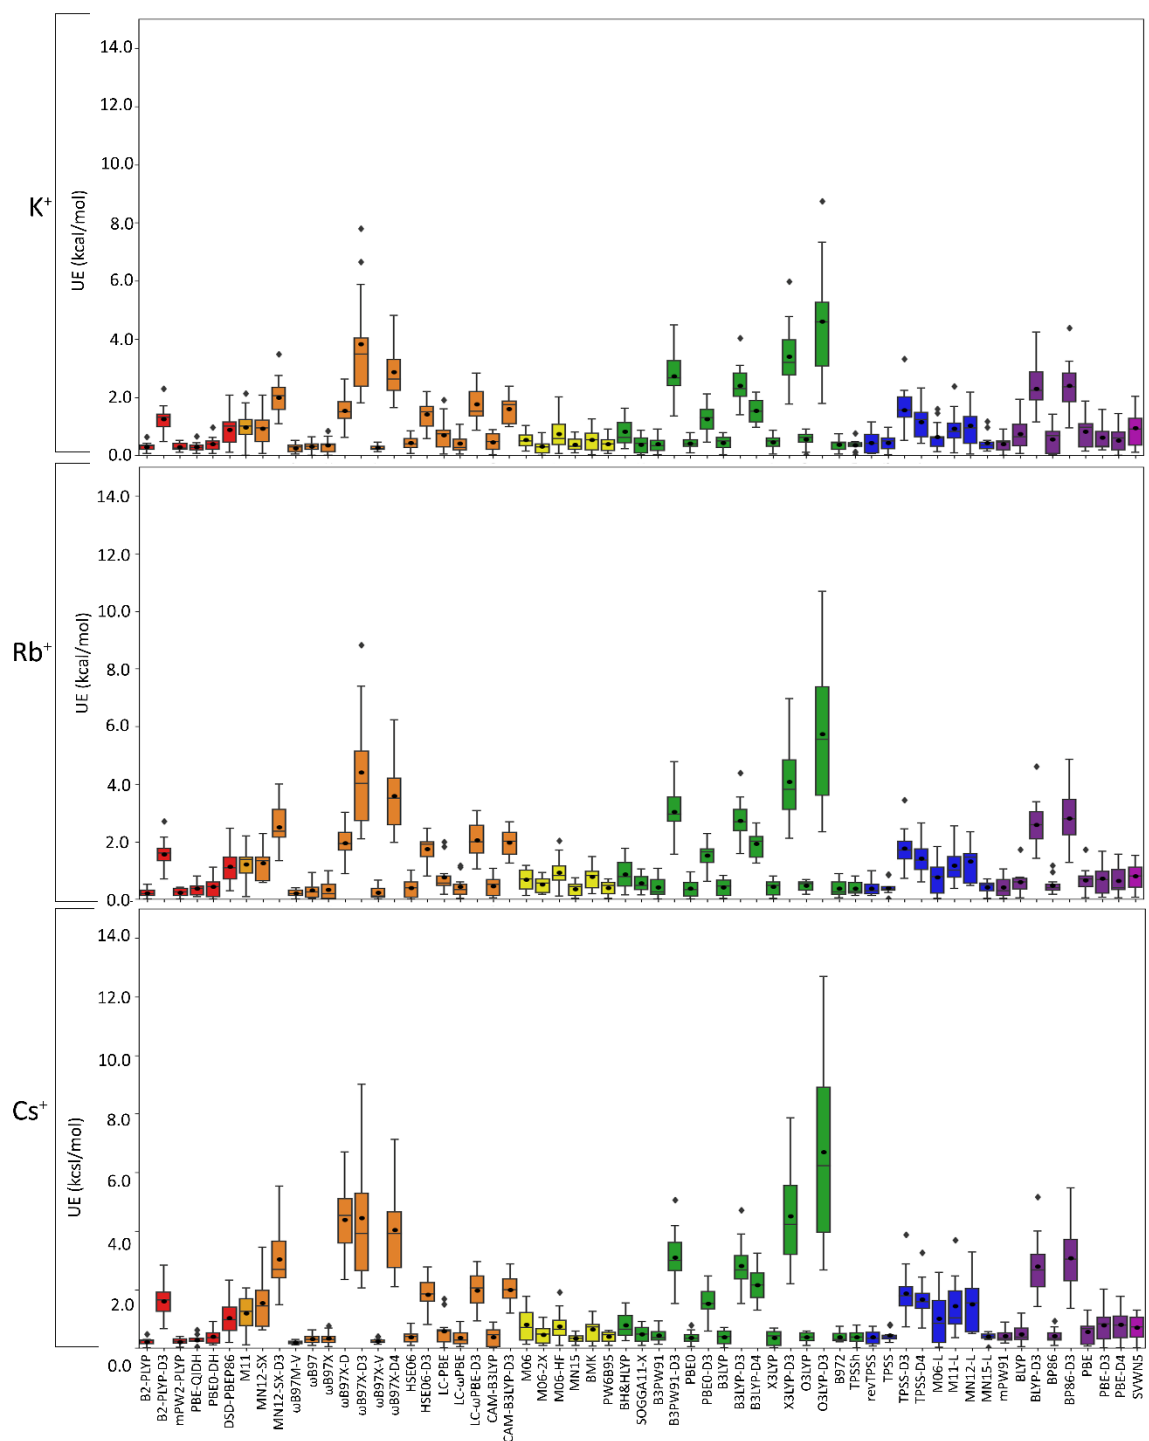 14.0
12.0
10.0
8.0
6.0
4.0
2.0
0.0
K⁺
UE (kcal/mol)
14.0
12.0
10.0
8.0
6.0
4.0
2.0
0.0
Rb⁺
UE (kcal/mol)
14.0
12.0
10.0
8.0
6.0
4.0
2.0
0.0
Cs⁺
UE (kcsl/mol)
B2-PLYP
B2-PLYP-D3
mPW2-PLYP
PBE-QIDH
PBE0-DH
DSD-PBEP86
M11
MN12-SX
MN12-SX-D3
ωB97M-V
ωB97
ωB97X
ωB97X-D
ωB97X-D3
ωB97X-V
ωB97X-D4
HSE06
HSE06-D3
LC-PBE
LC-ωPBE
LC-ωPBE-D3
CAM-B3LYP
CAM-B3LYP-D3
M06
M06-2X
M06-HF
MN15
BMK
PW6B95
BH&HLYP
SOGGA11-X
B3PW91
B3PW91-D3
PBE0
PBE0-D3
B3LYP
B3LYP-D3
B3LYP-D4
X3LYP
X3LYP-D3
O3LYP
O3LYP-D3
B972
TPSSh
revTPSS
TPSS
TPSS-D3
TPSS-D4
M06-L
M11-L
MN12-L
MN15-L
mPW91
BLYP
BLYP-D3
BP86
BP86-D3
PBE
PBE-D3
PBE-D4
SVWN5